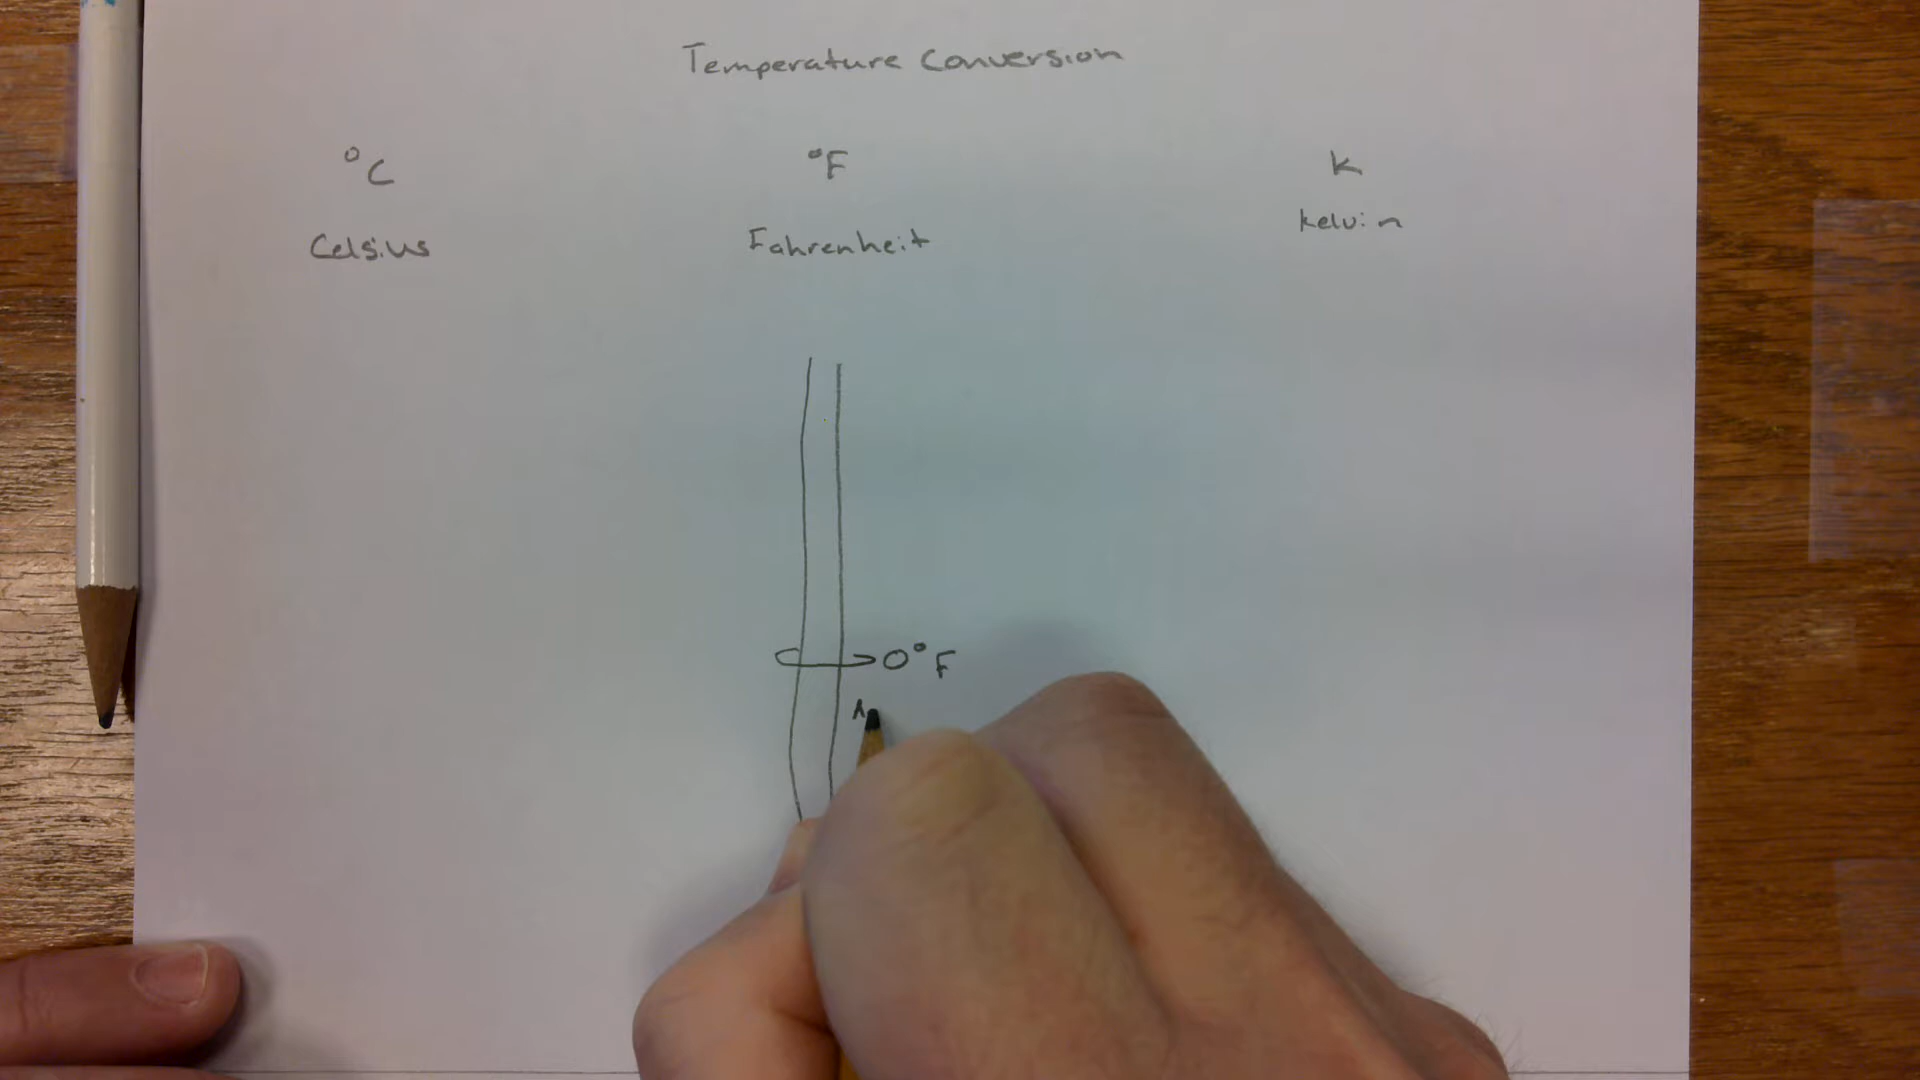 Temperature Conversion
°C
°F
K
Celsius
Fahrenheit
Kelvin
0°F